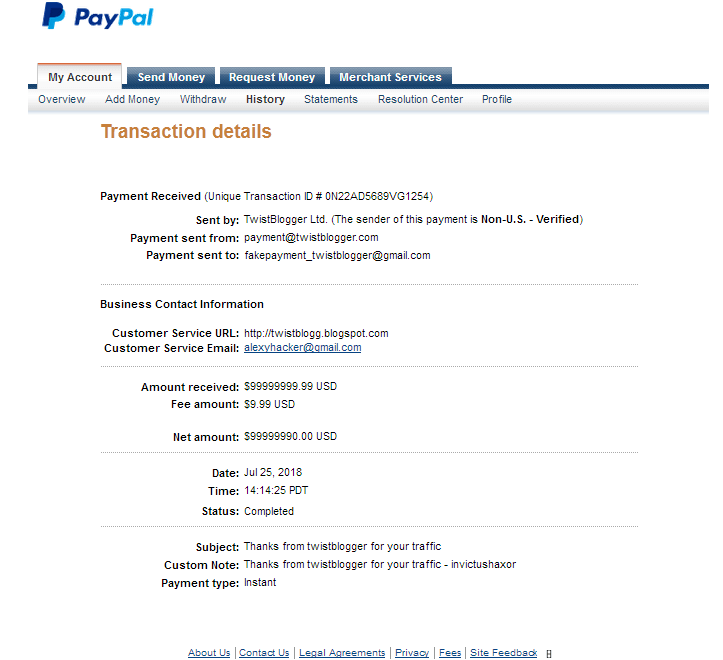 PayPal
My Account Send Money Request Money Merchant Services
Overview Add Money Withdraw History Statements Resolution Center Profile
Transaction details
Payment Received (Unique Transaction ID # 0N22AD5689VG1254)
Sent by: TwistBlogger Ltd. (The sender of this payment is Non-U.S. - Verified)
Payment sent from: payment@twistblogger.com
Payment sent to: fakepayment_twistblogger@gmail.com
Business Contact Information
Customer Service URL: http://twistblogg.blogspot.com
Customer Service Email: alexyhacker@gmail.com
Amount received: $99999999.99 USD
Fee amount: $9.99 USD
Net amount: $99999990.00 USD
Date: Jul 25, 2018
Time: 14:14:25 PDT
Status: Completed
Subject: Thanks from twistblogger for your traffic
Custom Note: Thanks from twistblogger for your traffic - invictushaxor
Payment type: Instant
About Us | Contact Us | Legal Agreements | Privacy | Fees | Site Feedback